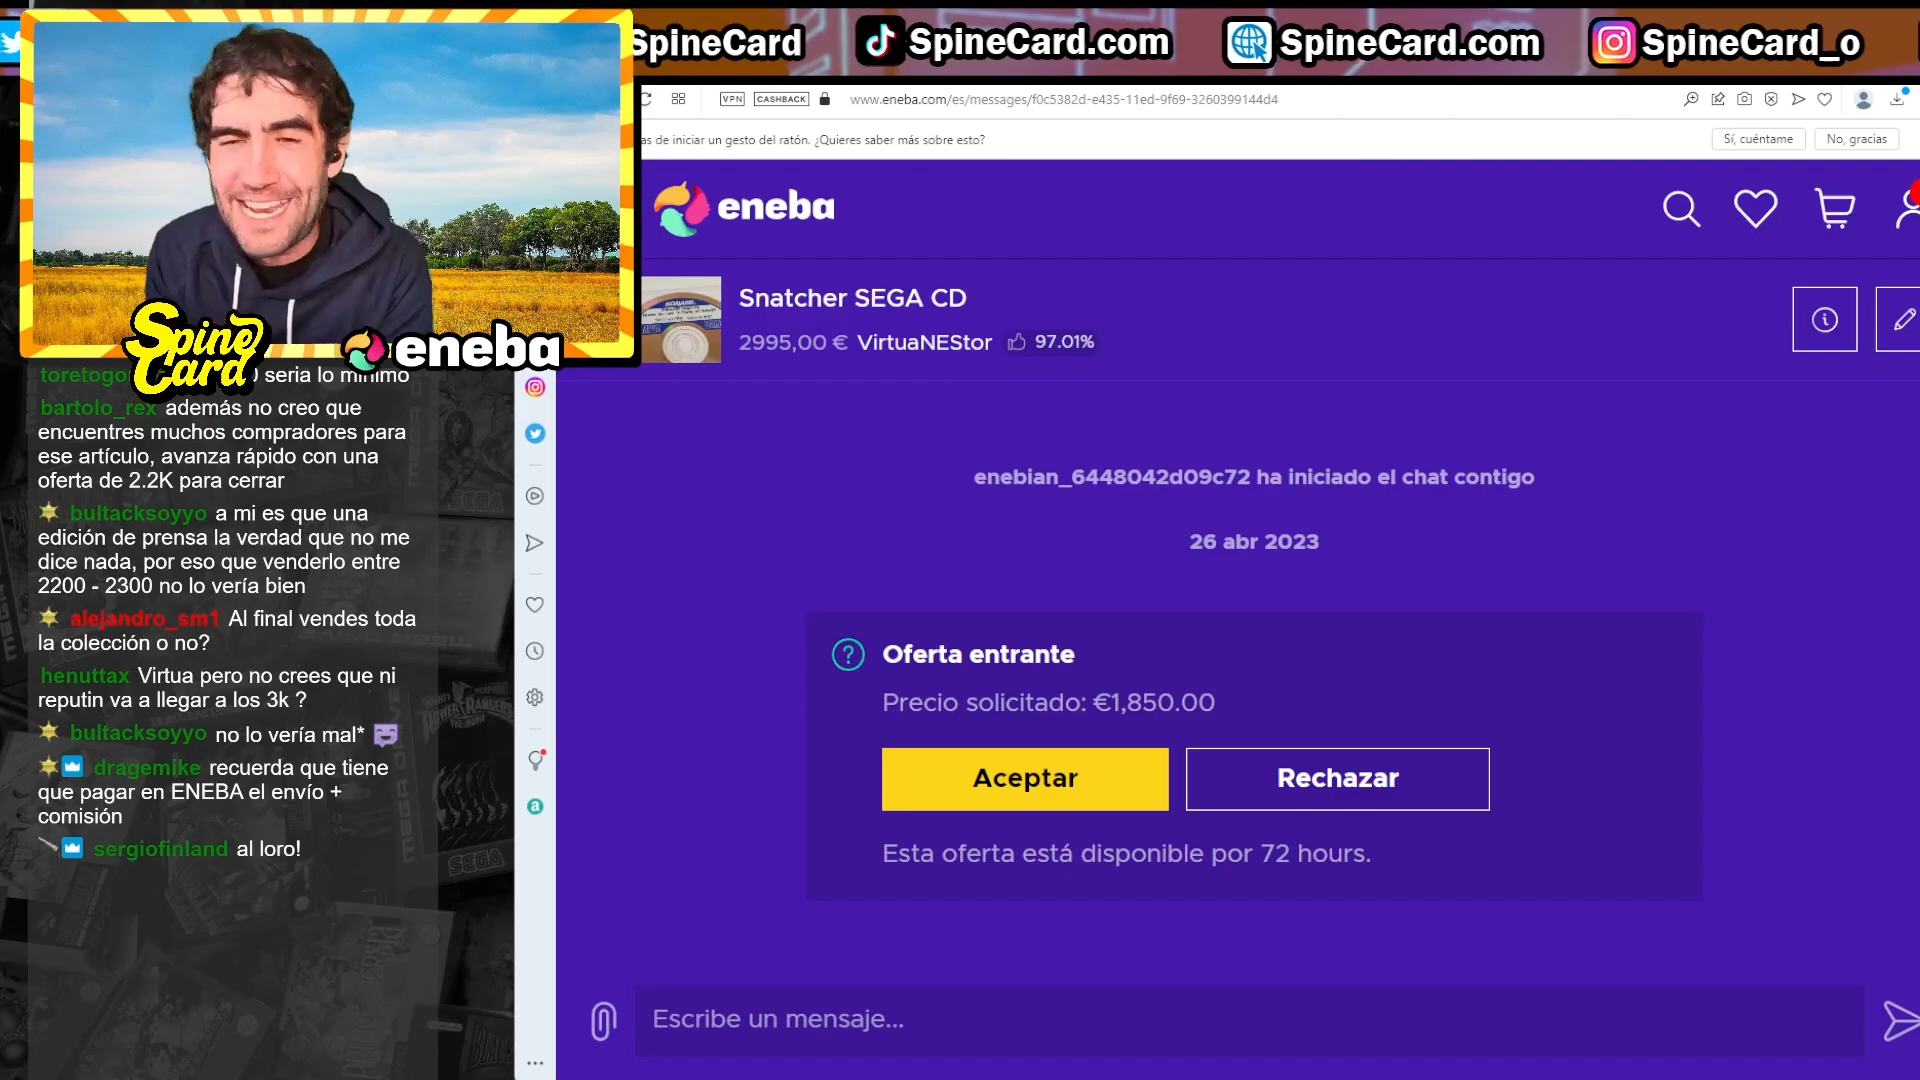 SpineCard
SpineCard.com
SpineCard.com
SpineCard_o
VPN CASHBACK www.eneba.com/es/messages/f0c5382d-e435-11ed-9f69-3260399144d4
as de iniciar un gesto del ratón. ¿Quieres saber más sobre esto?
Sí, cuéntame
No, gracias
eneba
KONAMI
Snatcher SEGA CD
2995,00 € VirtuaNEStor 97.01%
Spine
Card
eneba
seria lo minimo
bartolo_rex además no creo que
encuentres muchos compradores para
ese artículo, avanza rápido con una
oferta de 2.2K para cerrar
bultacksoyyo a mi es que una
edición de prensa la verdad que no me
dice nada, por eso que venderlo entre
2200 - 2300 no lo vería bien
alejandro_sm1 Al final vendes toda
la colección o no?
henuttax Virtua pero no crees que ni
reputin va a llegar a los 3k ?
bultacksoyyo no lo vería mal*
dragemike recuerda que tiene
que pagar en ENEBA el envío +
comisión
sergiofinland al loro!
enebian_6448042d09c72 ha iniciado el chat contigo
26 abr 2023
Oferta entrante
Precio solicitado: €1,850.00
Aceptar
Rechazar
Esta oferta está disponible por 72 hours.
Escribe un mensaje...